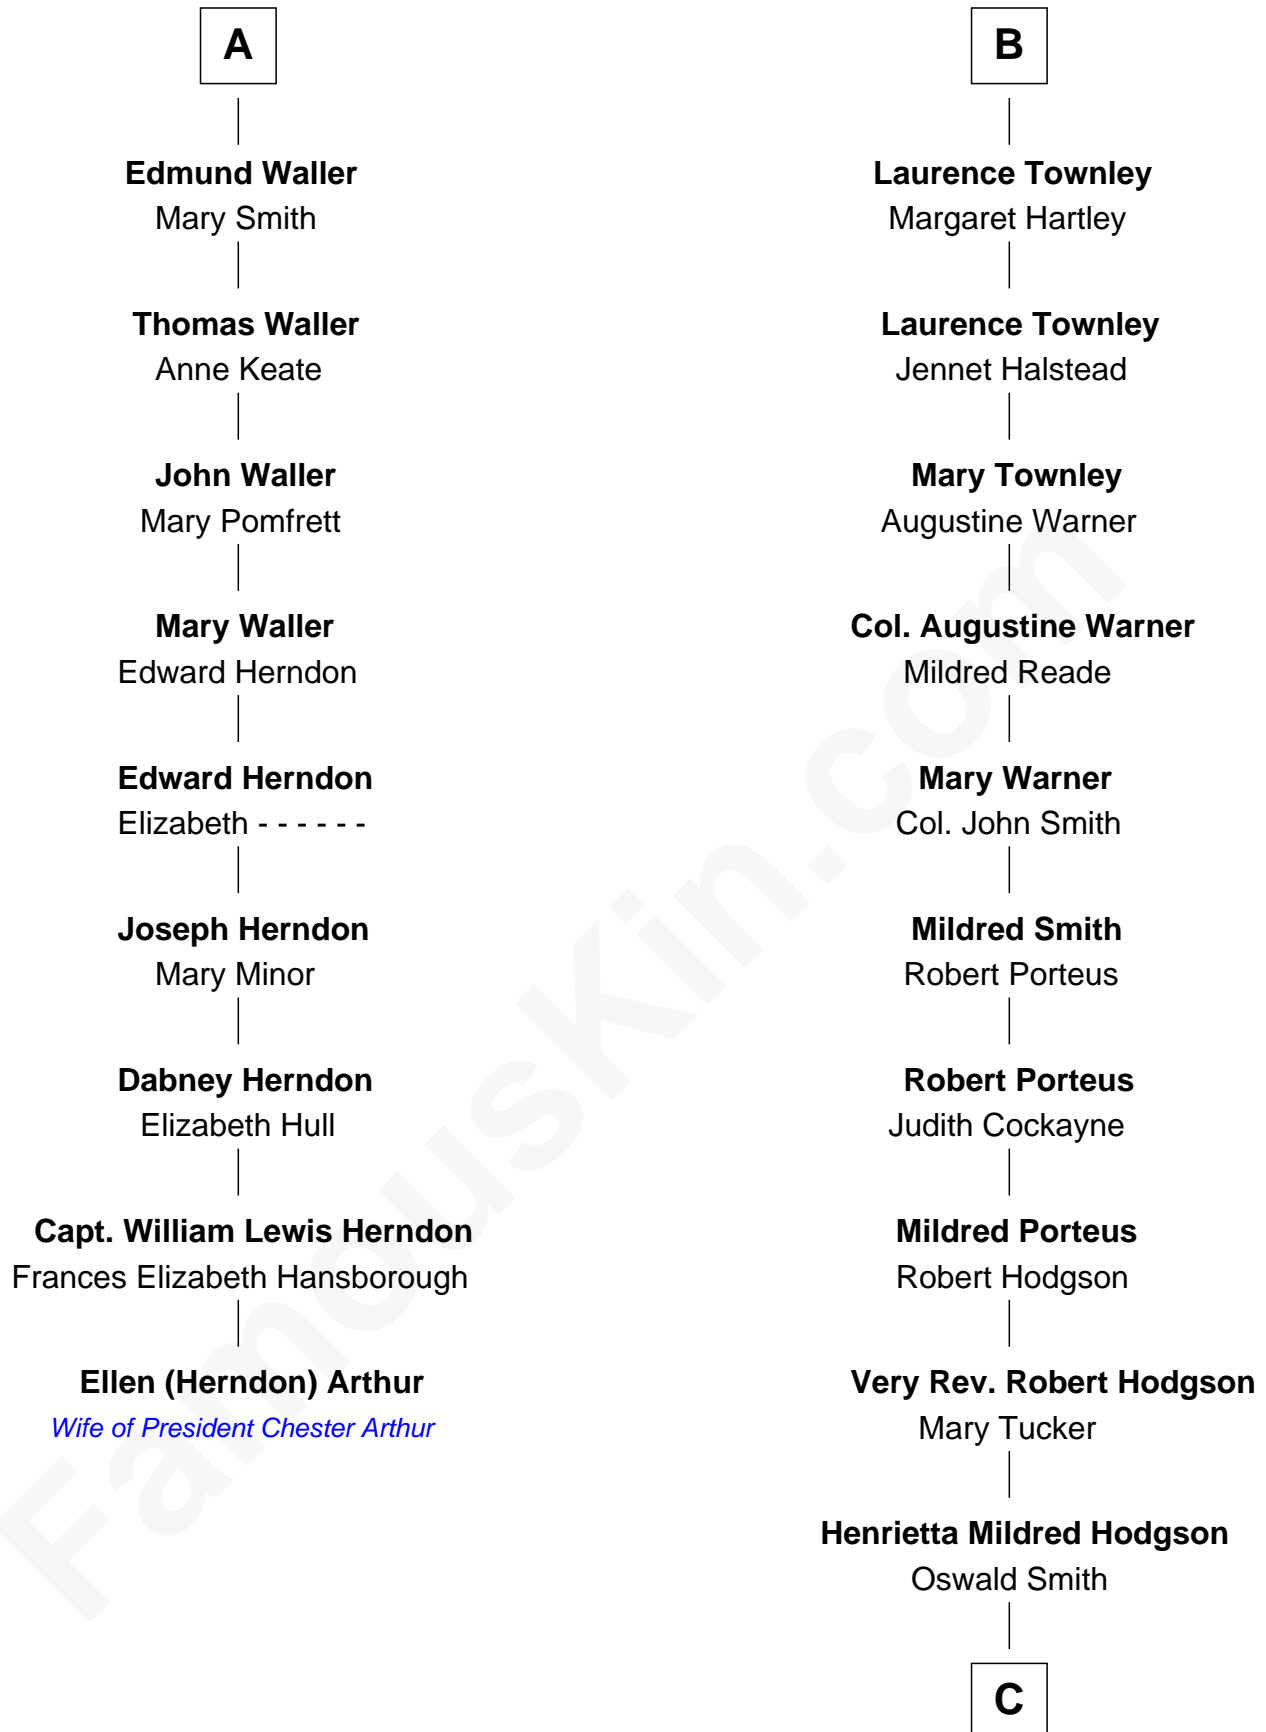 A
Edmund Waller
Mary Smith
Thomas Waller
Anne Keate
John Waller
Mary Pomfrett
Mary Waller
Edward Herndon
Edward Herndon
Elizabeth - - - - - -
Joseph Herndon
Mary Minor
Dabney Herndon
Elizabeth Hull
Capt. William Lewis Herndon
Frances Elizabeth Hansborough
Ellen (Herndon) Arthur
Wife of President Chester Arthur
B
Laurence Townley
Margaret Hartley
Laurence Townley
Jennet Halstead
Mary Townley
Augustine Warner
Col. Augustine Warner
Mildred Reade
Mary Warner
Col. John Smith
Mildred Smith
Robert Porteus
Robert Porteus
Judith Cockayne
Mildred Porteus
Robert Hodgson
Very Rev. Robert Hodgson
Mary Tucker
Henrietta Mildred Hodgson
Oswald Smith
C
FamousKin.com